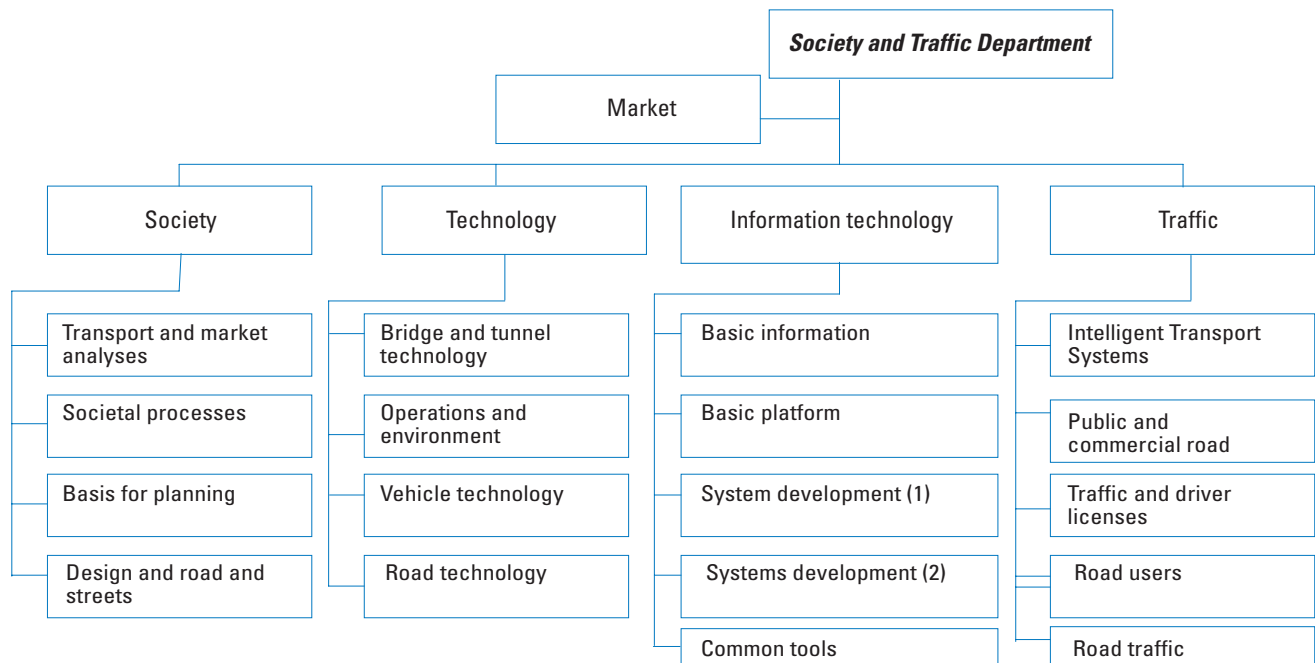 Society and Traffic Department
Market
Society
Technology
Information technology
Traffic
Transport and market
analyses
Societal processes
Basis for planning
Design and road and
streets
Bridge and tunnel
technology
Operations and
environment
Vehicle technology
Road technology
Basic information
Basic platform
System development (1)
Systems development (2)
Common tools
Intelligent Transport
Systems
Public and
commercial road
Traffic and driver
licenses
Road users
Road traffic